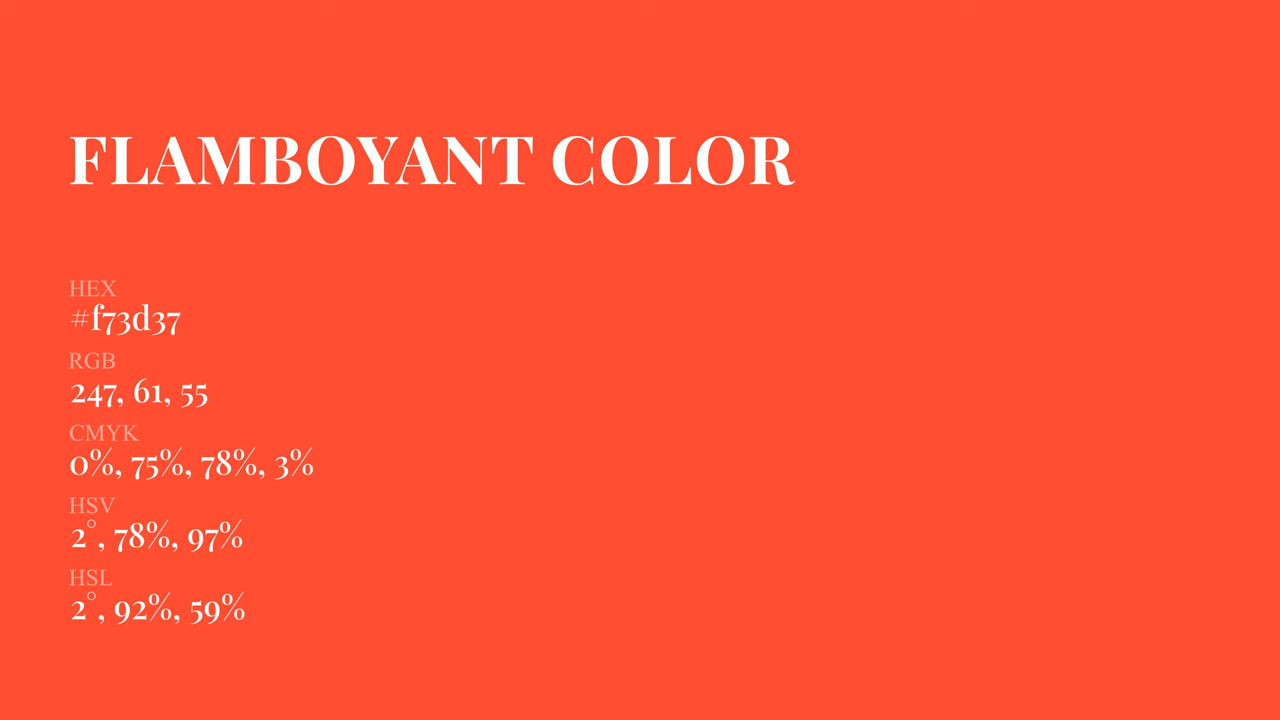 FLAMBOYANT COLOR
HEX
#f73d37
RGB
247, 61, 55
CMYK
0%, 75%, 78%, 3%
HSV
2°, 78%, 97%
HSL
2°, 92%, 59%